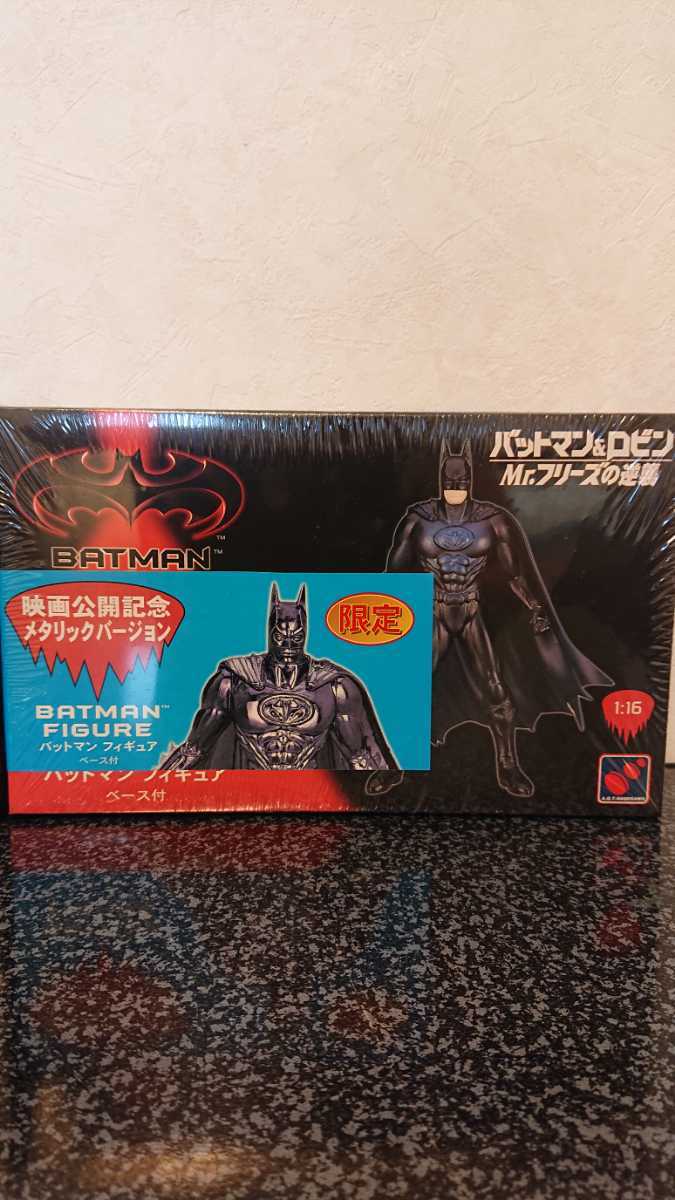 バットマン&ロビン
Mr.フリーズの逆襲
BATMAN™
映画公開記念
メタリックバージョン
限定
BATMAN™
FIGURE
バットマン フィギュア
ベース付
バットマン フィギュア
ベース付
1:16